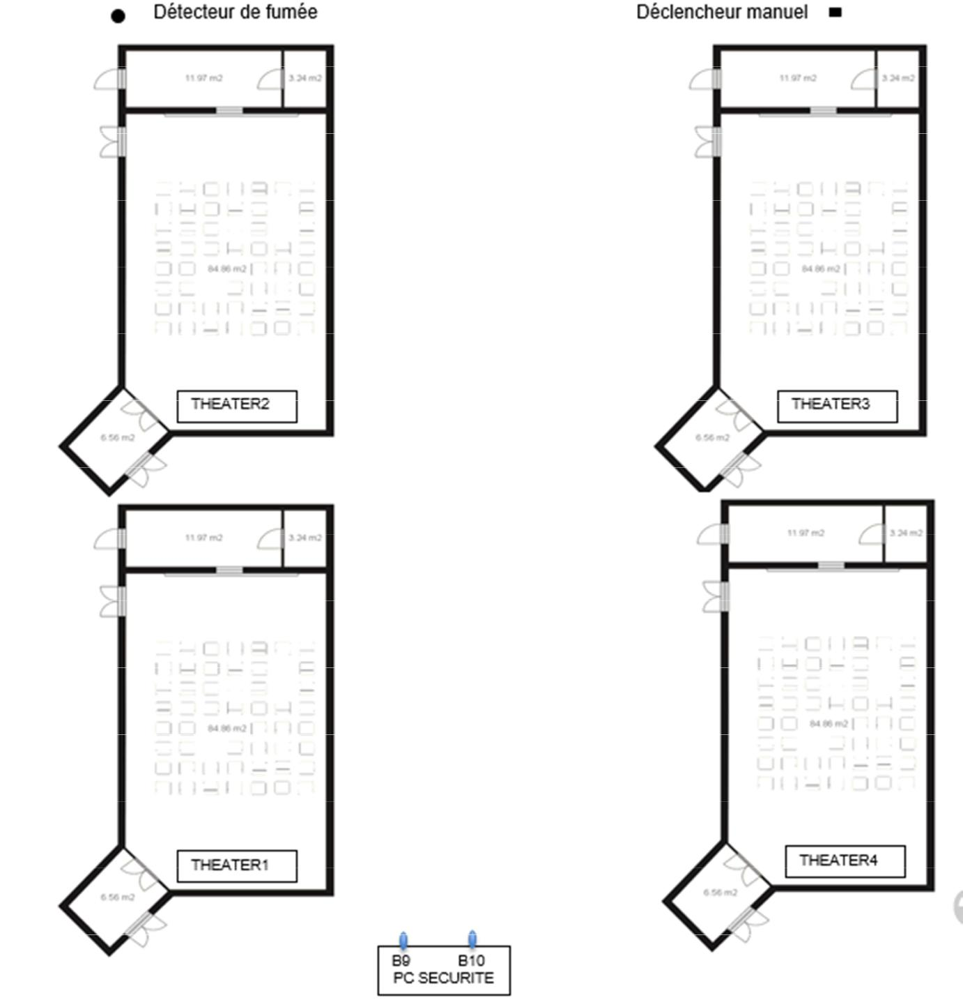 Détecteur de fumée
Déclencheur manuel
11.97 m2
3.24 m2
11.97 m2
3.24 m2
84.86 m2
84.86 m2
THEATER2
THEATER3
6.56 m2
6.56 m2
11.97 m2
3.24 m2
11.97 m2
3.24 m2
84.86 m2
84.86 m2
THEATER1
THEATER4
6.56 m2
6.56 m2
B9 B10
PC SECURITE